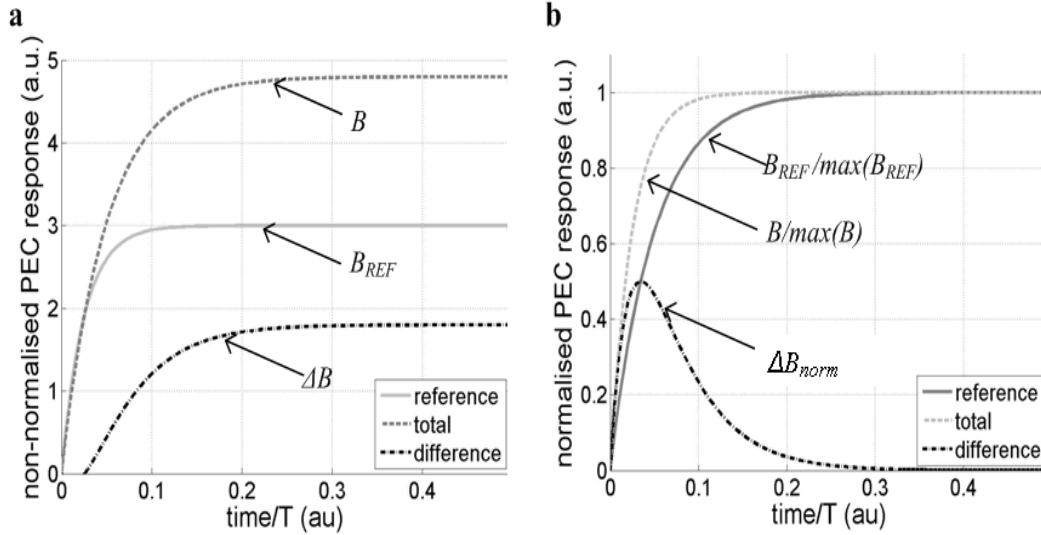 a
non-normalised PEC response (a.u.)
5
4
3
2
1
0
B
B_REF
ΔB
reference
total
difference
0 0.1 0.2 0.3 0.4
time/T (au)
b
normalised PEC response (a.u.)
1
0.8
0.6
0.4
0.2
0
B_REF/max(B_REF)
B/max(B)
ΔB_norm
reference
total
difference
0 0.1 0.2 0.3 0.4
time/T (au)